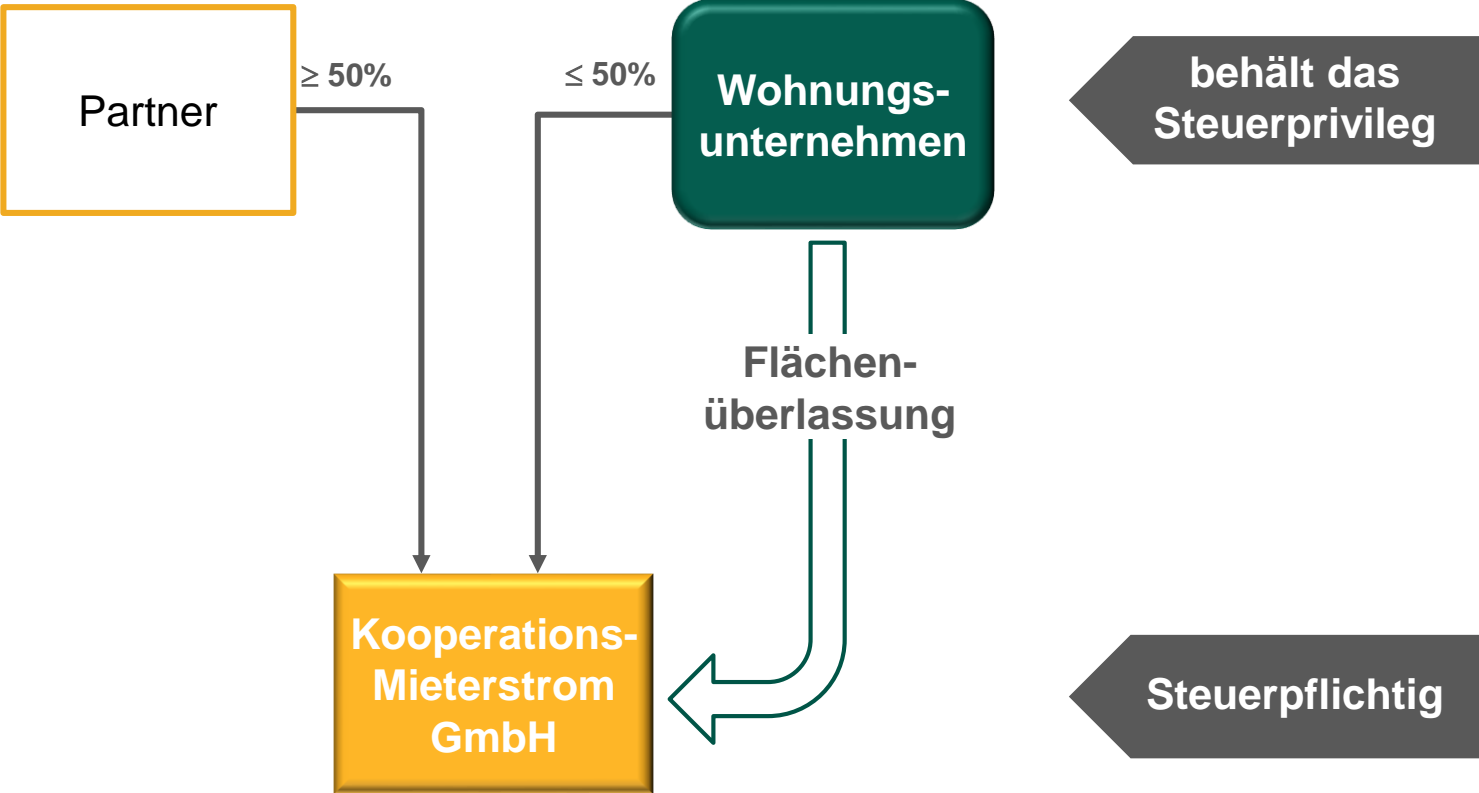 Partner
≥ 50%
≤ 50%
Wohnungs-
unternehmen
behält das
Steuerprivileg
Flächen-
überlassung
Kooperations-
Mieterstrom
GmbH
Steuerpflichtig